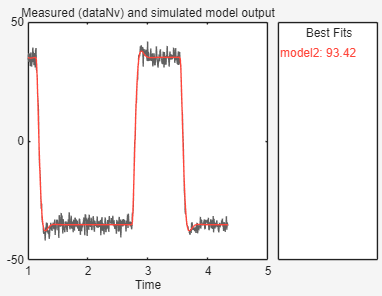 Measured (dataNv) and simulated model output
50
0
-50
1
2
3
4
5
Time
Best Fits
model2: 93.42